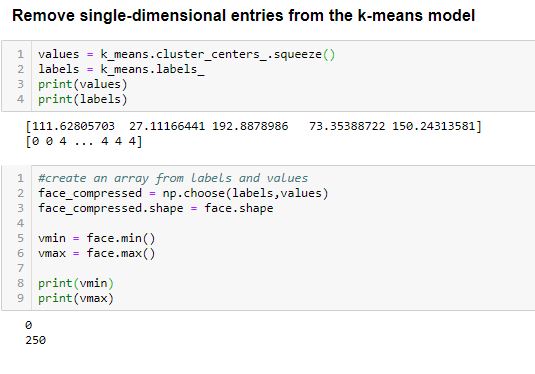 Remove single-dimensional entries from the k-means model
1 values = k_means.cluster_centers_.squeeze()
2 labels = k_means.labels_
3 print(values)
4 print(labels)
[111.62805703  27.11166441 192.8878986   73.35388722 150.24313581]
[0 0 4 ... 4 4 4]
1 #create an array from labels and values
2 face_compressed = np.choose(labels,values)
3 face_compressed.shape = face.shape
4
5 vmin = face.min()
6 vmax = face.max()
7
8 print(vmin)
9 print(vmax)
0
250